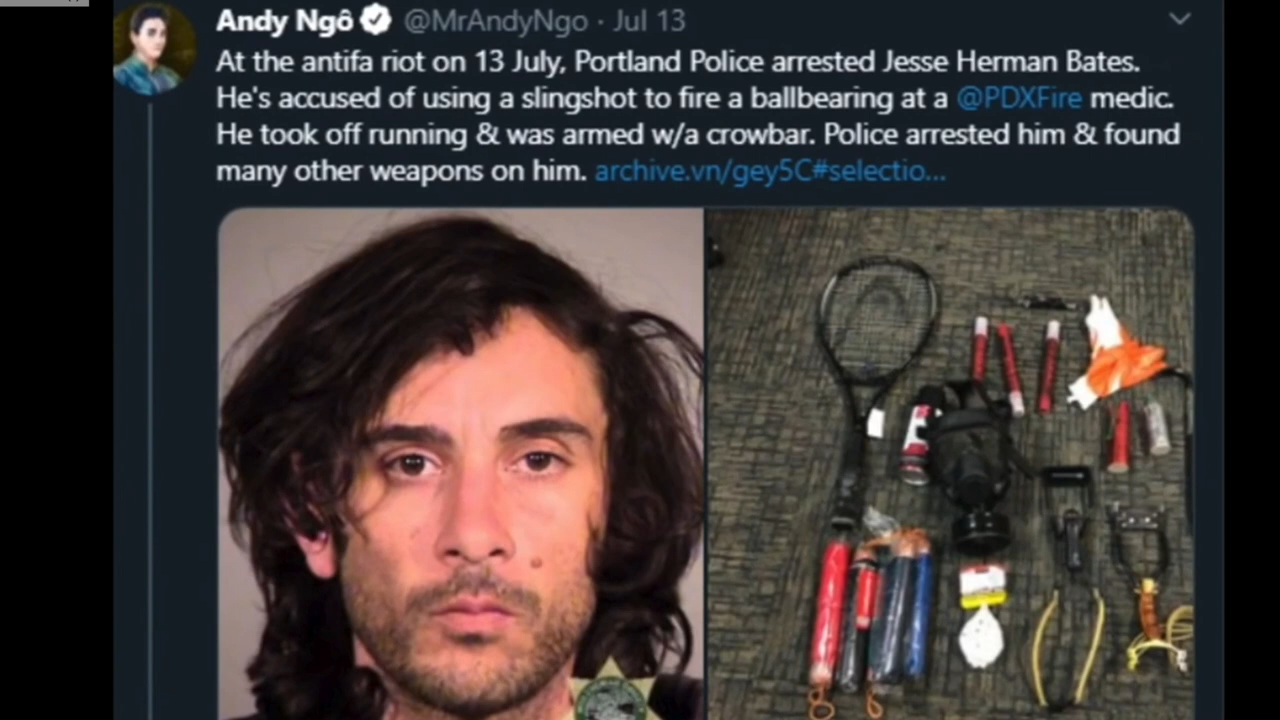 Andy Ngô @MrAndyNgo · Jul 13
At the antifa riot on 13 July, Portland Police arrested Jesse Herman Bates.
He's accused of using a slingshot to fire a ballbearing at a @PDXFire medic.
He took off running & was armed w/a crowbar. Police arrested him & found
many other weapons on him. archive.vn/gey5C#selectio...